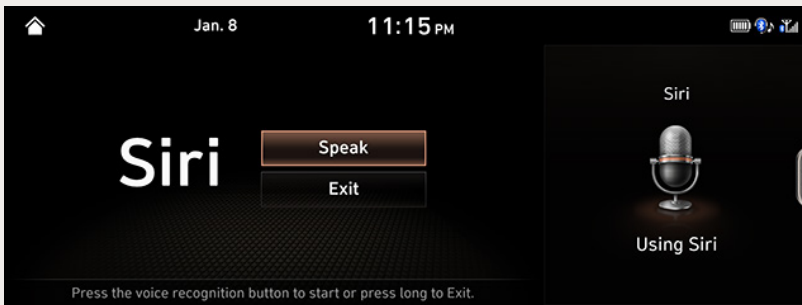 Jan. 8
11:15 PM
Siri
Speak
Exit
Press the voice recognition button to start or press long to Exit.
Siri
Using Siri